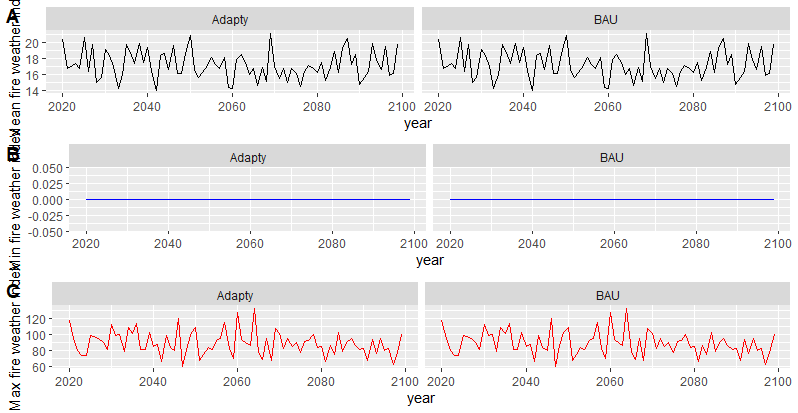 A
Mean fire weather ind
Adapty
BAU
20
18
16
14
2020 2040 2060 2080 2100
2020 2040 2060 2080 2100
year
B
Min fire weather index
Adapty
BAU
0.050
0.025
0.000
-0.025
-0.050
2020 2040 2060 2080 2100
2020 2040 2060 2080 2100
year
C
Max fire weather index
Adapty
BAU
120
100
80
60
2020 2040 2060 2080 2100
2020 2040 2060 2080 2100
year